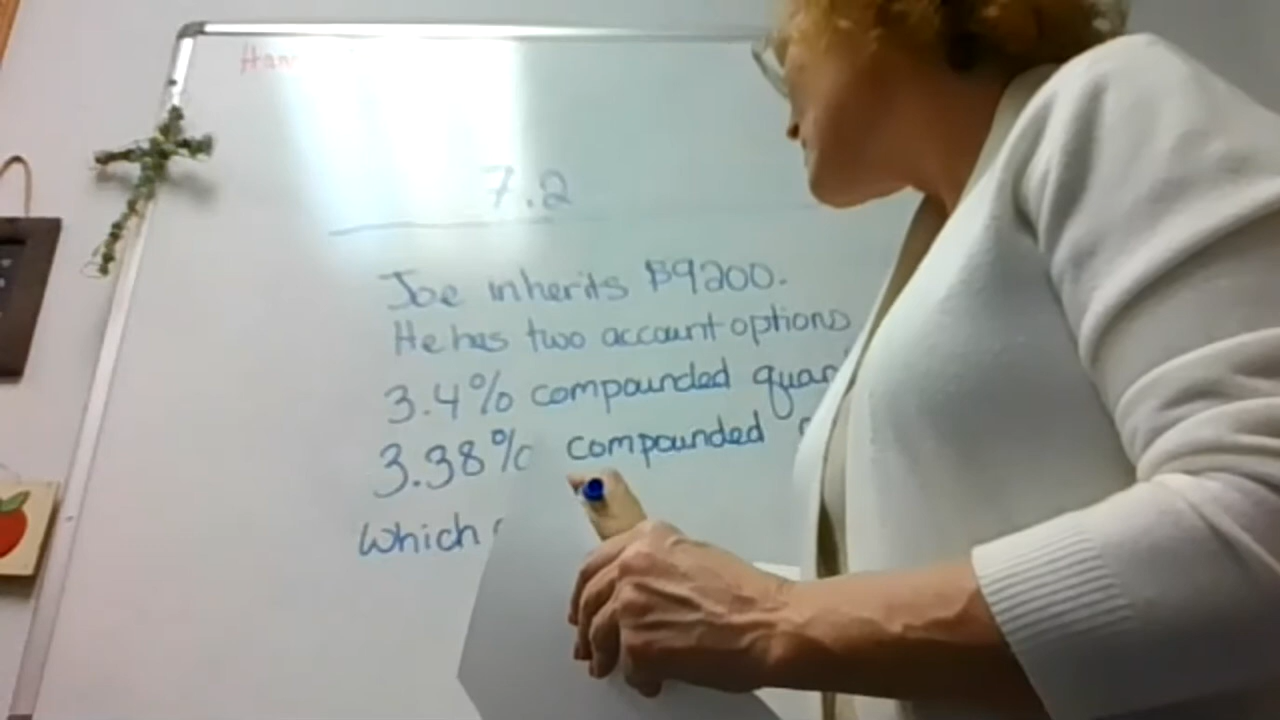 7.2
Joe inherits $9200.
He has two account options
3.4% compounded
3.38% compounded
Which